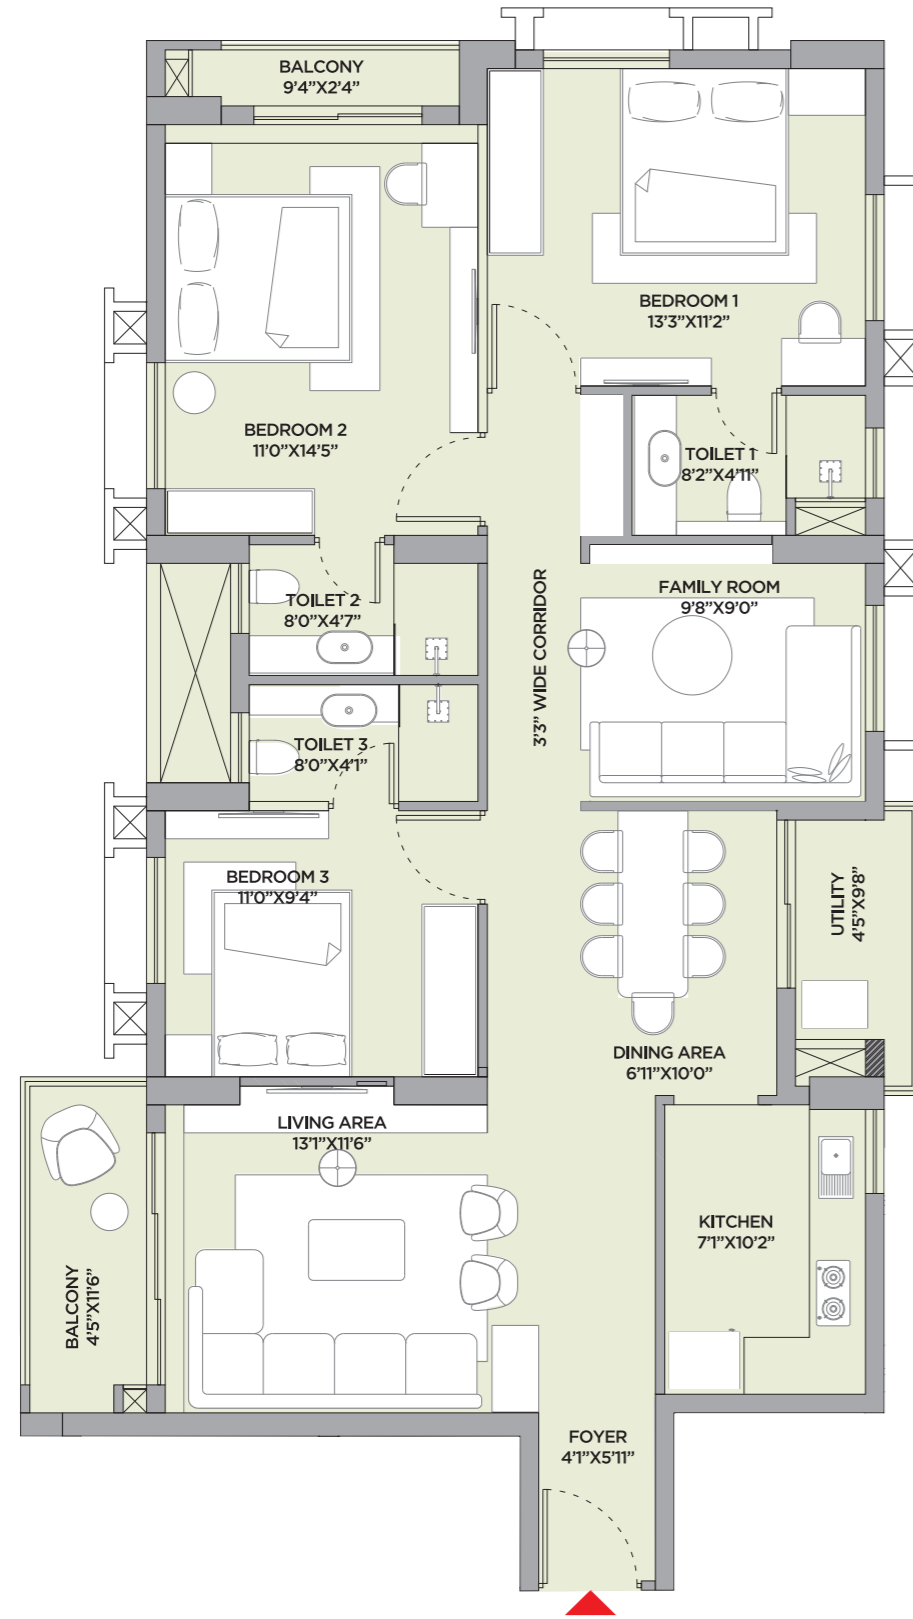 BALCONY
9'4"X2'4"
BEDROOM 1
13'3"X11'2"
BEDROOM 2
11'0"X14'5"
TOILET 1
8'2"X4'11"
FAMILY ROOM
9'8"X9'0"
TOILET 2
8'0"X4'7"
3'3" WIDE CORRIDOR
TOILET 3
8'0"X4'1"
BEDROOM 3
11'0"X9'4"
UTILITY
4'5"X9'8"
DINING AREA
6'11"X10'0"
LIVING AREA
13'1"X11'6"
KITCHEN
7'1"X10'2"
BALCONY
4'5"X11'6"
FOYER
4'1"X5'11"